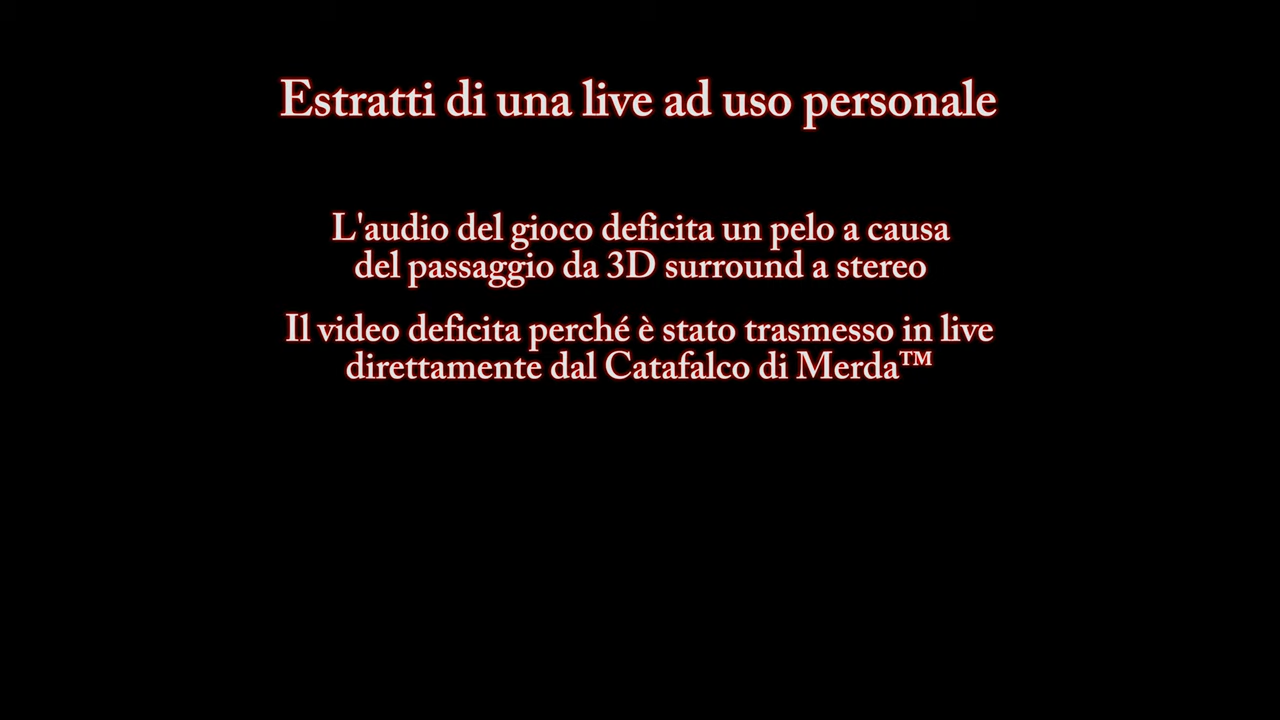 Estratti di una live ad uso personale
L'audio del gioco deficita un pelo a causa
del passaggio da 3D surround a stereo
Il video deficita perché è stato trasmesso in live
direttamente dal Catafalco di Merda™